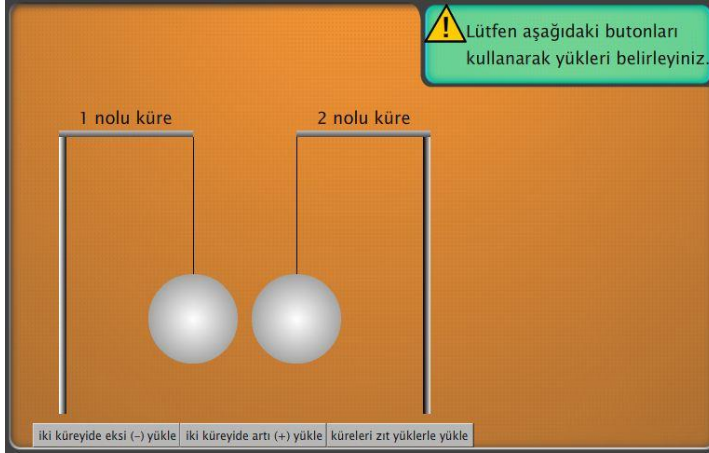 Lütfen aşağıdaki butonları
kullanarak yükleri belirleyiniz.
1 nolu küre
2 nolu küre
iki küreyide eksi (-) yükle
iki küreyide artı (+) yükle
küreleri zıt yüklerle yükle